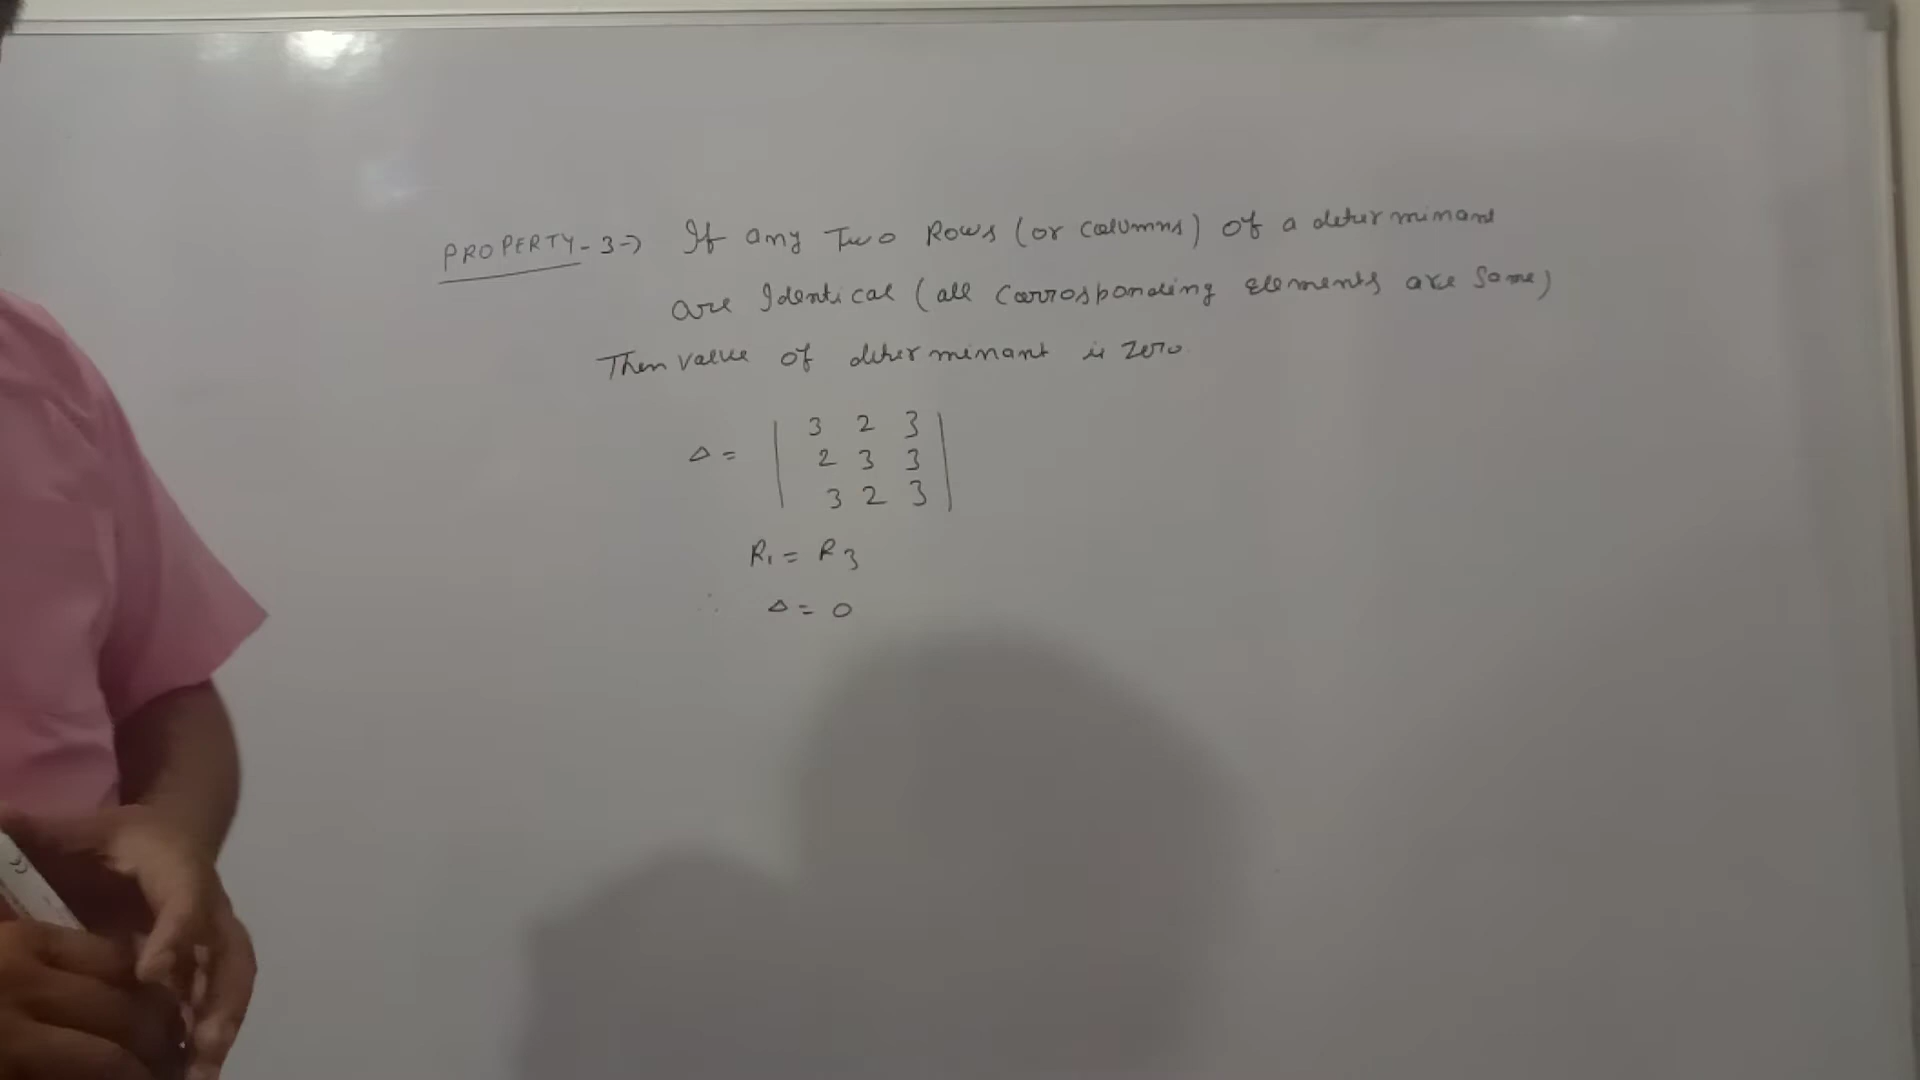 PROPERTY-3→ If any Two Rows (or columns) of a determinant
are Identical (all Corrosponding elements are Same)
Then value of determinant is zero
Δ = | 3 2 3 |
| 2 3 3 |
| 3 2 3 |
R₁ = R₃
∴ Δ = 0